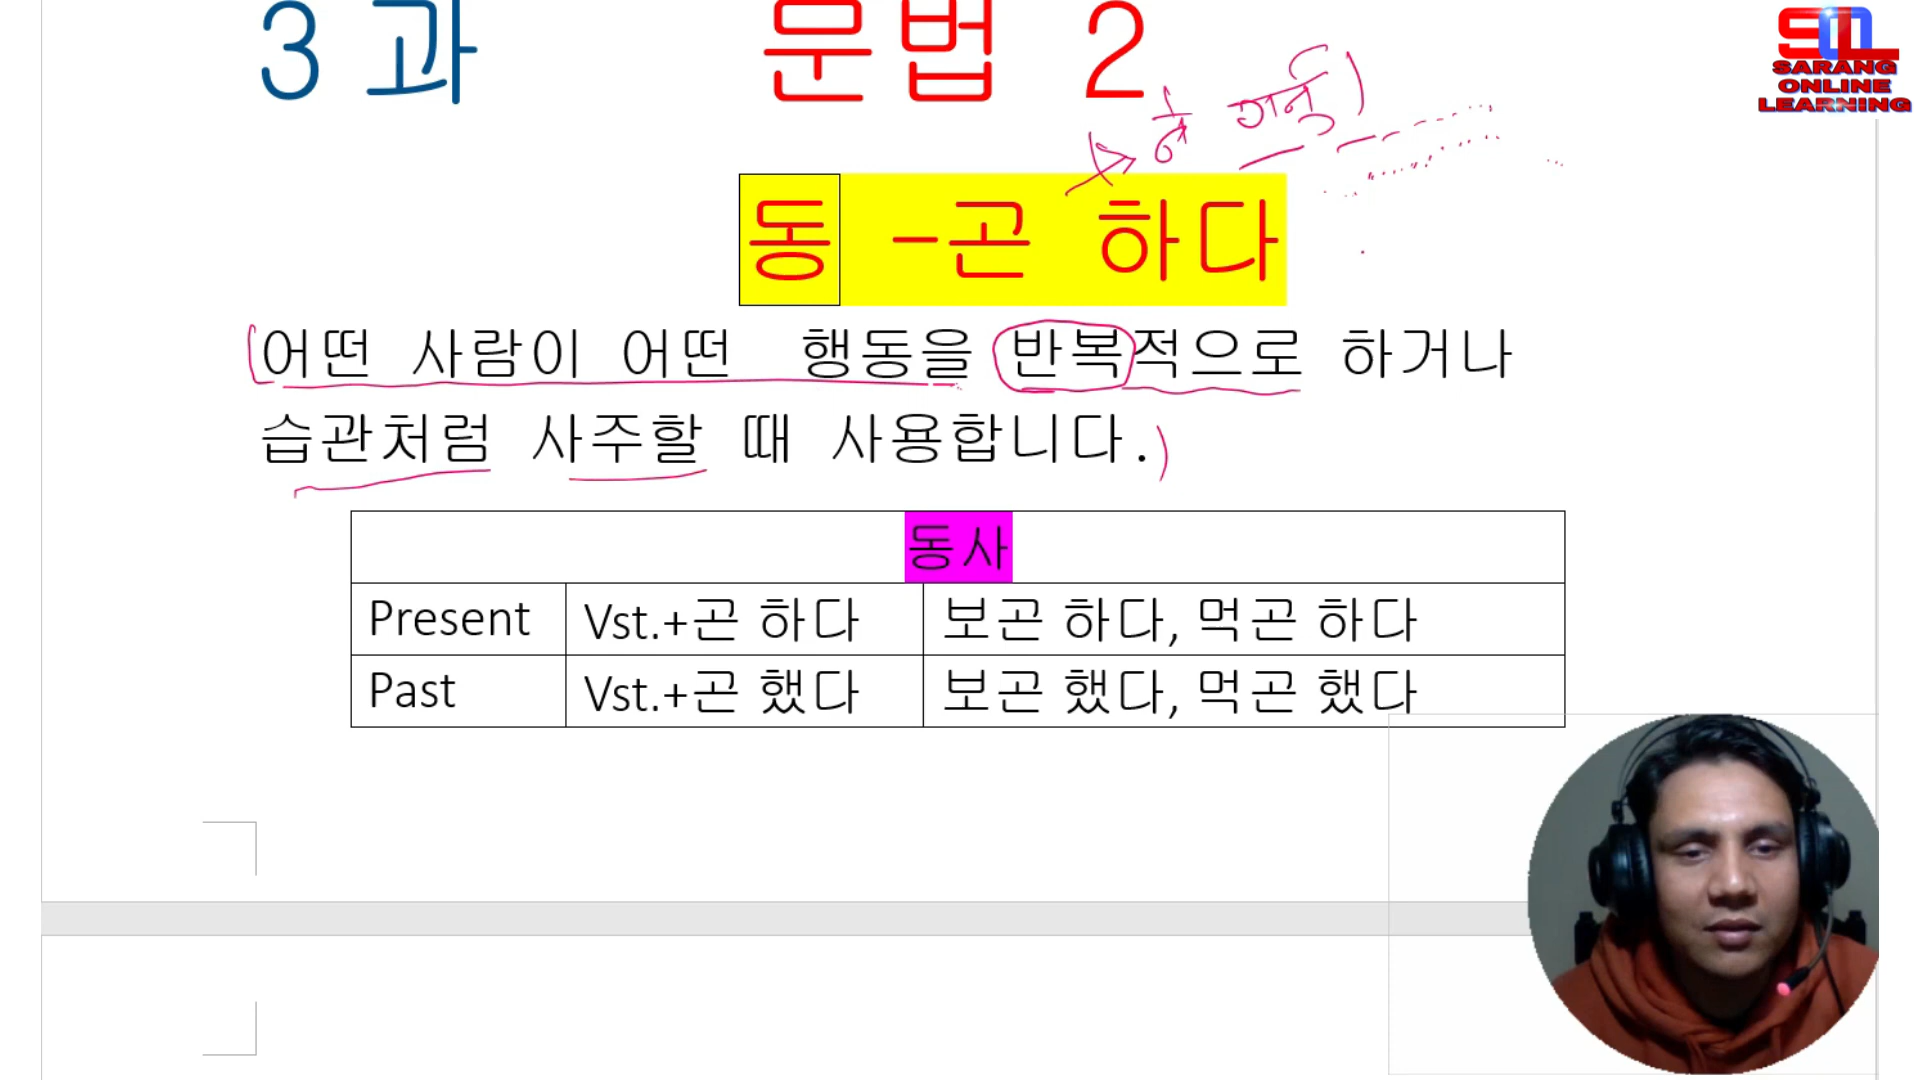 3과 문법 2
SOL
SARANG
ONLINE
LEARNING
ने गर्नु)
동 -곤 하다
어떤 사람이 어떤 행동을 반복적으로 하거나
습관처럼 사주할 때 사용합니다.
동사
Present Vst.+곤 하다 보곤 하다, 먹곤 하다
Past Vst.+곤 했다 보곤 했다, 먹곤 했다